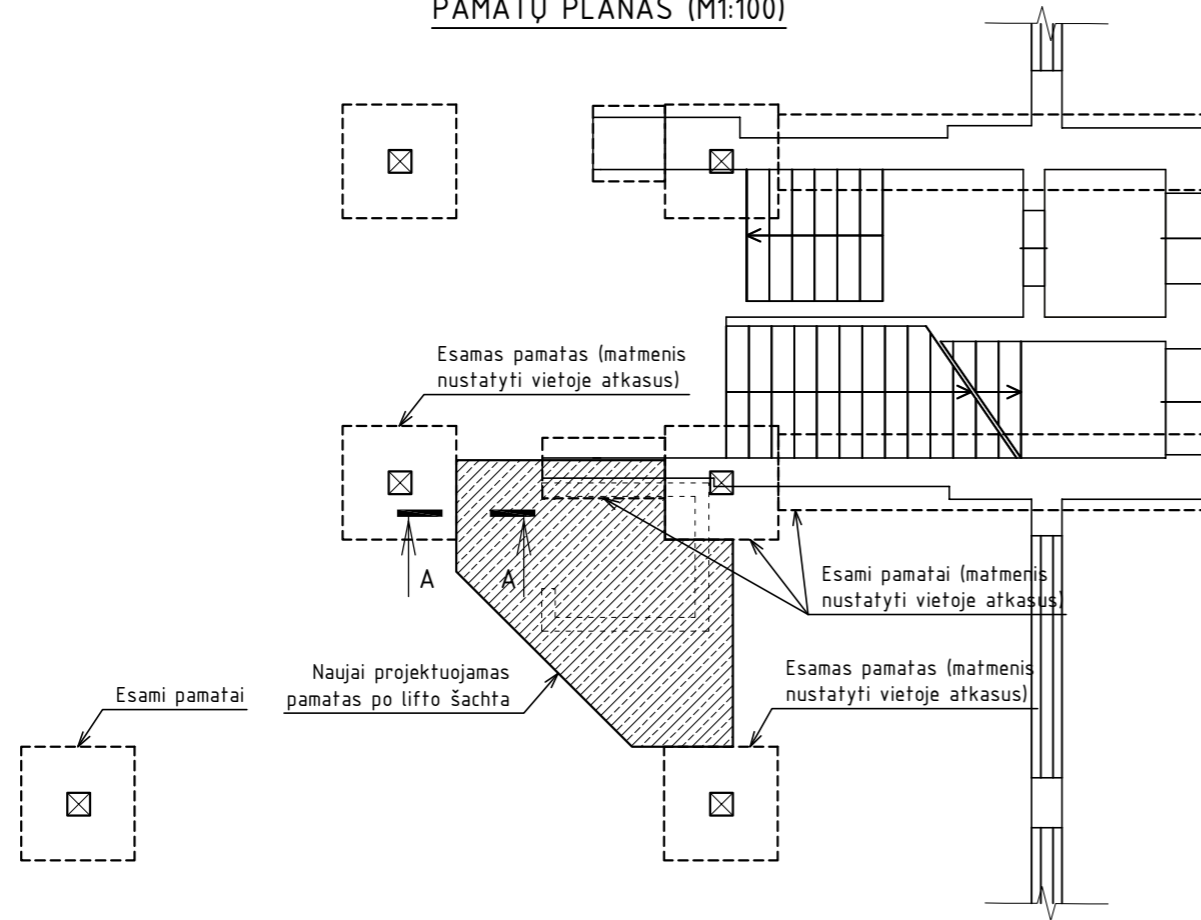 PAMATŲ PLANAS (M1:100)
Esamas pamatas (matmenis
nustatyti vietoje atkasus)
A
A
Esami pamatai (matmenis
nustatyti vietoje atkasus)
Naujai projektuojamas
pamatas po lifto šachta
Esamas pamatas (matmenis
nustatyti vietoje atkasus)
Esami pamatai